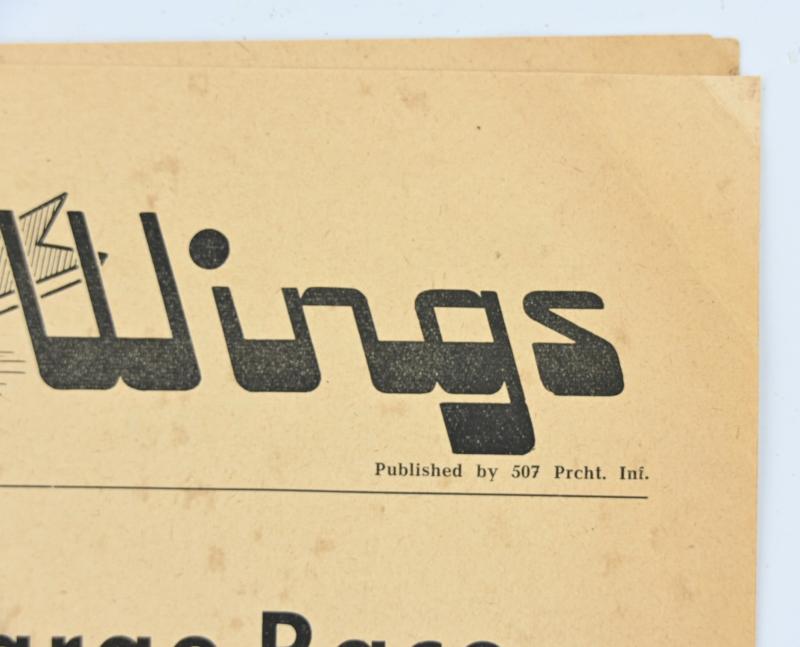 Wings
Published by 507 Prcht. Inf.